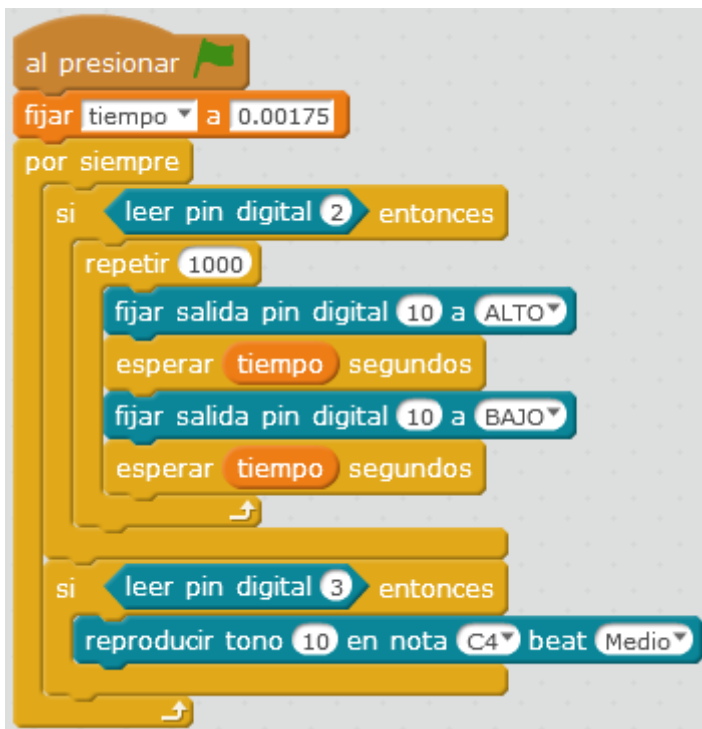 al presionar
fijar tiempo a 0.00175
por siempre
si leer pin digital 2 entonces
repetir 1000
fijar salida pin digital 10 a ALTO
esperar tiempo segundos
fijar salida pin digital 10 a BAJO
esperar tiempo segundos
si leer pin digital 3 entonces
reproducir tono 10 en nota C4 beat Medio